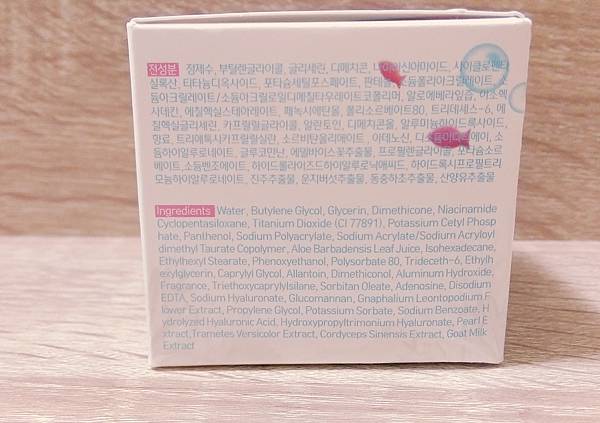 전성분 정제수, 부틸렌글라이콜, 글리세린, 디메치콘, 나이아신아마이드, 사이클로펜타
실록산, 티타늄디옥사이드, 포타슘세틸포스페이트, 판테놀, 소듐폴리아크릴레이트, 소
듐아크릴레이트/소듐아크릴로일디메칠타우레이트코폴리머, 알로에베라잎즙, 아이소헥
사데칸, 에칠헥실스테아레이트, 페녹시에탄올, 폴리소르베이트80, 트리데세스-6, 에
칠헥실글리세린, 카프릴릴글라이콜, 알란토인, 디메치콘올, 알루미늄하이드록사이드,
향료, 트리에톡시카프릴릴실란, 소르비탄올리에이트, 아데노신, 디소듐이디티에이, 소
듐하이알루로네이트, 글루코만난, 에델바이스꽃추출물, 프로필렌글라이콜, 포타슘소르
베이트,소듐벤조에이트, 하이드롤라이즈드하이알루로닉애씨드, 하이드록시프로필트리
모늄하이알루로네이트, 진주추출물, 운지버섯추출물, 동충하초추출물, 산양유추출물
Ingredients Water, Butylene Glycol, Glycerin, Dimethicone, Niacinamide
Cyclopentasiloxane, Titanium Dioxide (CI 77891), Potassium Cetyl Phosp
hate, Panthenol, Sodium Polyacrylate, Sodium Acrylate/Sodium Acryloyl
dimethyl Taurate Copolymer, Aloe Barbadensis Leaf Juice, Isohexadecane,
Ethylhexyl Stearate, Phenoxyethanol, Polysorbate 80, Trideceth-6, Ethylh
exylglycerin, Caprylyl Glycol, Allantoin, Dimethiconol, Aluminum Hydroxide,
Fragrance, Triethoxycaprylylsilane, Sorbitan Oleate, Adenosine, Disodium
EDTA, Sodium Hyaluronate, Glucomannan, Gnaphalium Leontopodium F
lower Extract, Propylene Glycol, Potassium Sorbate, Sodium Benzoate, H
ydrolyzed Hyaluronic Acid, Hydroxypropyltrimonium Hyaluronate, Pearl E
xtract,Trametes Versicolor Extract, Cordyceps Sinensis Extract, Goat Milk
Extract